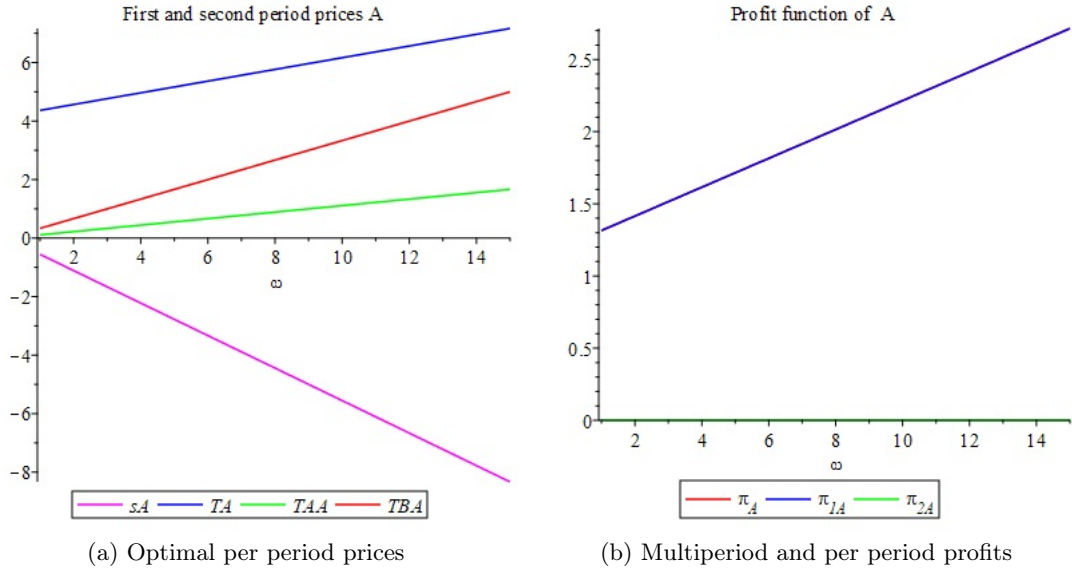 First and second period prices A
6
4
2
0
2 4 6 8 10 12 14
ω
−2
−4
−6
−8
sA TA TAA TBA
(a) Optimal per period prices
Profit function of A
2.5
2
1.5
1
0.5
0
2 4 6 8 10 12 14
ω
π_A π_1A π_2A
(b) Multiperiod and per period profits